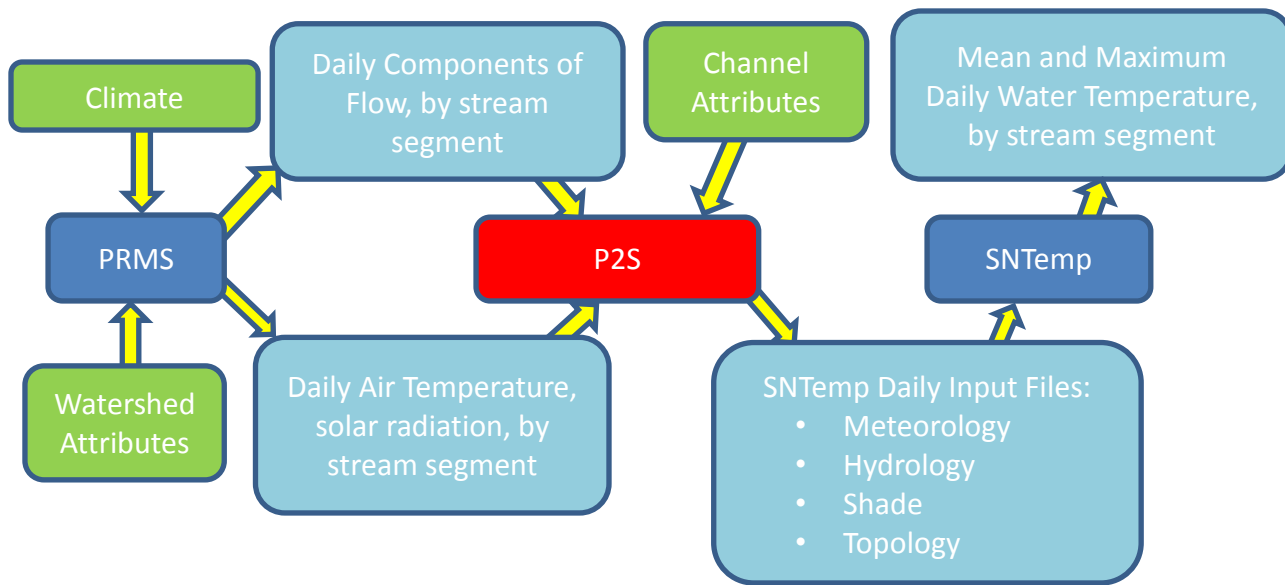 Climate
Daily Components of
Flow, by stream
segment
Channel
Attributes
Mean and Maximum
Daily Water Temperature,
by stream segment
PRMS
P2S
SNTemp
Watershed
Attributes
Daily Air Temperature,
solar radiation, by
stream segment
SNTemp Daily Input Files:
• Meteorology
• Hydrology
• Shade
• Topology